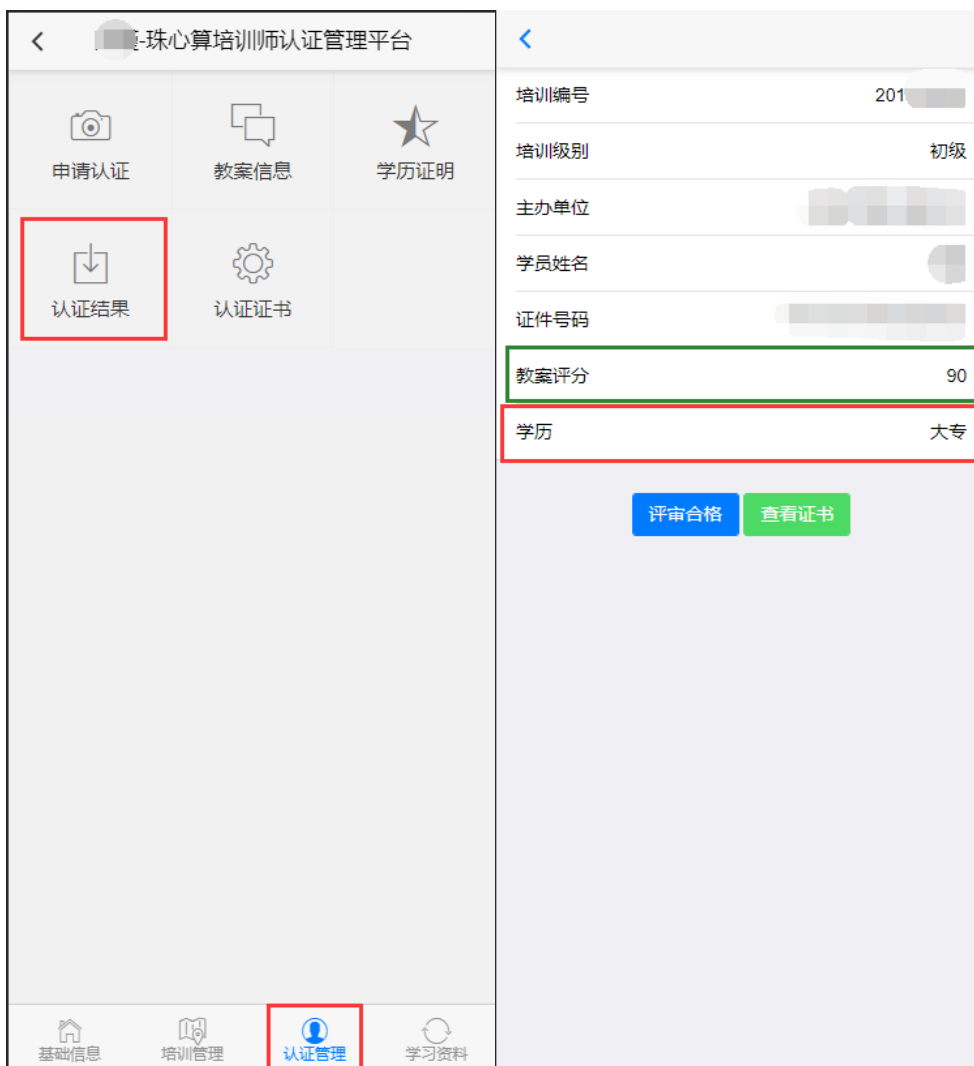 -珠心算培训师认证管理平台
申请认证 教案信息 学历证明
认证结果 认证证书
基础信息 培训管理 认证管理 学习资料
培训编号 201
培训级别 初级
主办单位
学员姓名
证件号码
教案评分 90
学历 大专
评审合格 查看证书